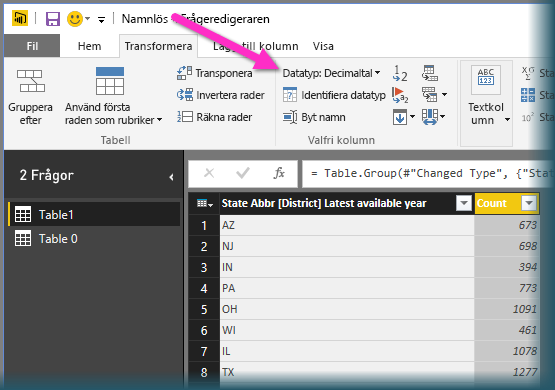 Namnlös - Frågeredigeraren
Fil Hem Transformera Lägg till kolumn Visa
Gruppera efter
Använd första raden som rubriker
Transponera
Invertera rader
Räkna rader
Tabell
Datatyp: Decimaltal
Identifiera datatyp
Byt namn
Valfri kolumn
ABC
Textkol
umn
2 Frågor
Table1
Table 0
fx
= Table.Group(#"Changed Type", {"Stat
State Abbr [District] Latest available year Count
1 AZ 673
2 NJ 698
3 IN 394
4 PA 773
5 OH 1091
6 WI 461
7 IL 1078
8 TX 1277